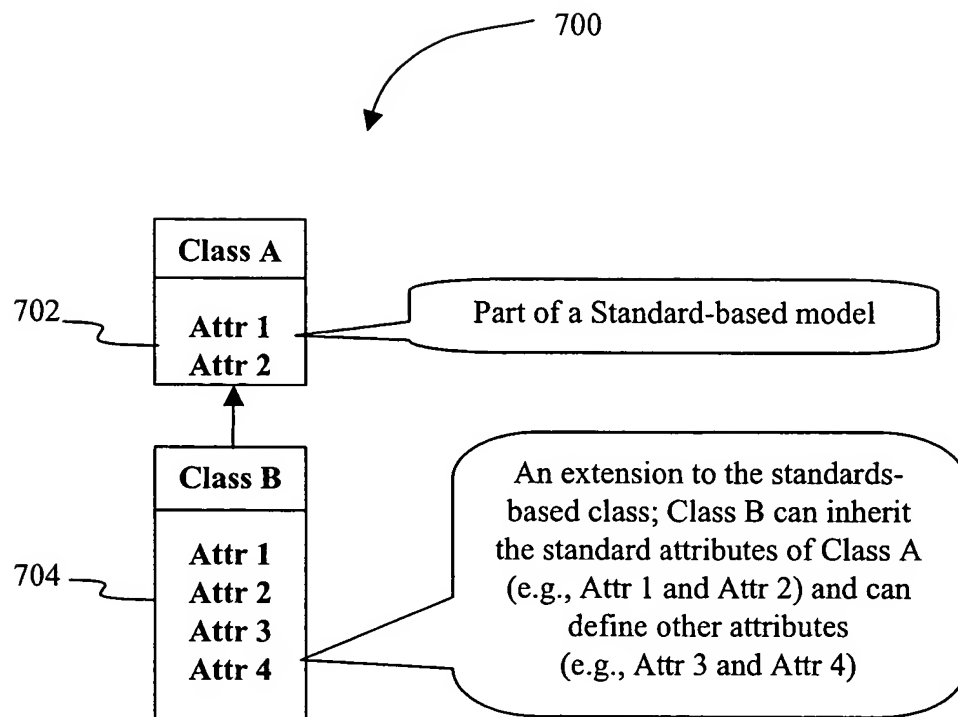 700
Class A
702
Attr 1
Attr 2
Part of a Standard-based model
Class B
704
Attr 1
Attr 2
Attr 3
Attr 4
An extension to the standards-
based class; Class B can inherit
the standard attributes of Class A
(e.g., Attr 1 and Attr 2) and can
define other attributes
(e.g., Attr 3 and Attr 4)